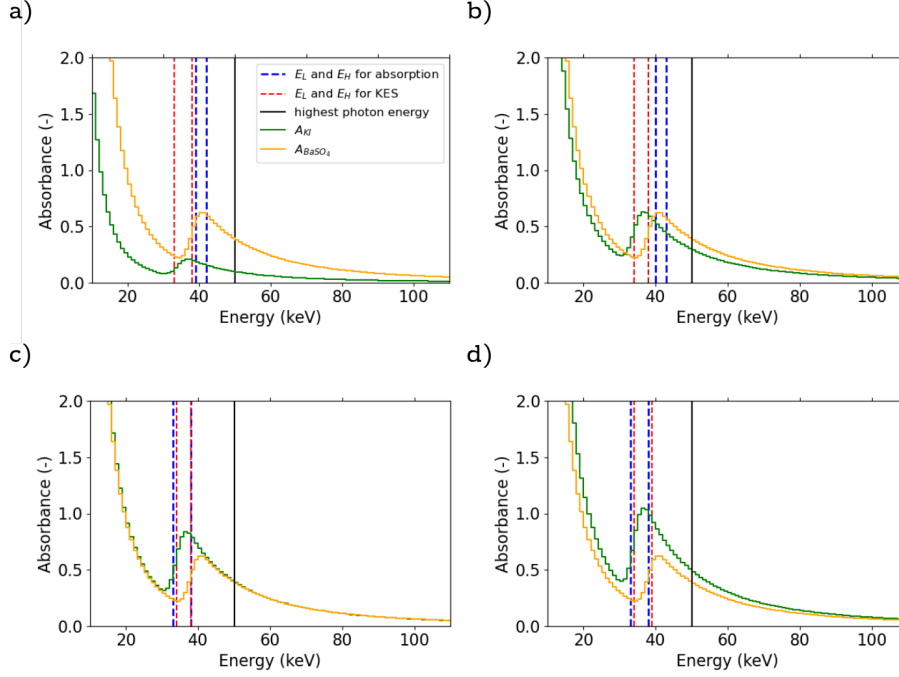 a)
2.0
1.5
1.0
0.5
0.0
Absorbance (-)
20 40 60 80 100
Energy (keV)
E_L and E_H for absorption
E_L and E_H for KES
highest photon energy
A_KI
A_BaSO_4
b)
2.0
1.5
1.0
0.5
0.0
Absorbance (-)
20 40 60 80 100
Energy (keV)
c)
2.0
1.5
1.0
0.5
0.0
Absorbance (-)
20 40 60 80 100
Energy (keV)
d)
2.0
1.5
1.0
0.5
0.0
Absorbance (-)
20 40 60 80 100
Energy (keV)